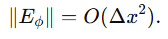 ‖E_ϕ‖ = O(Δx²).